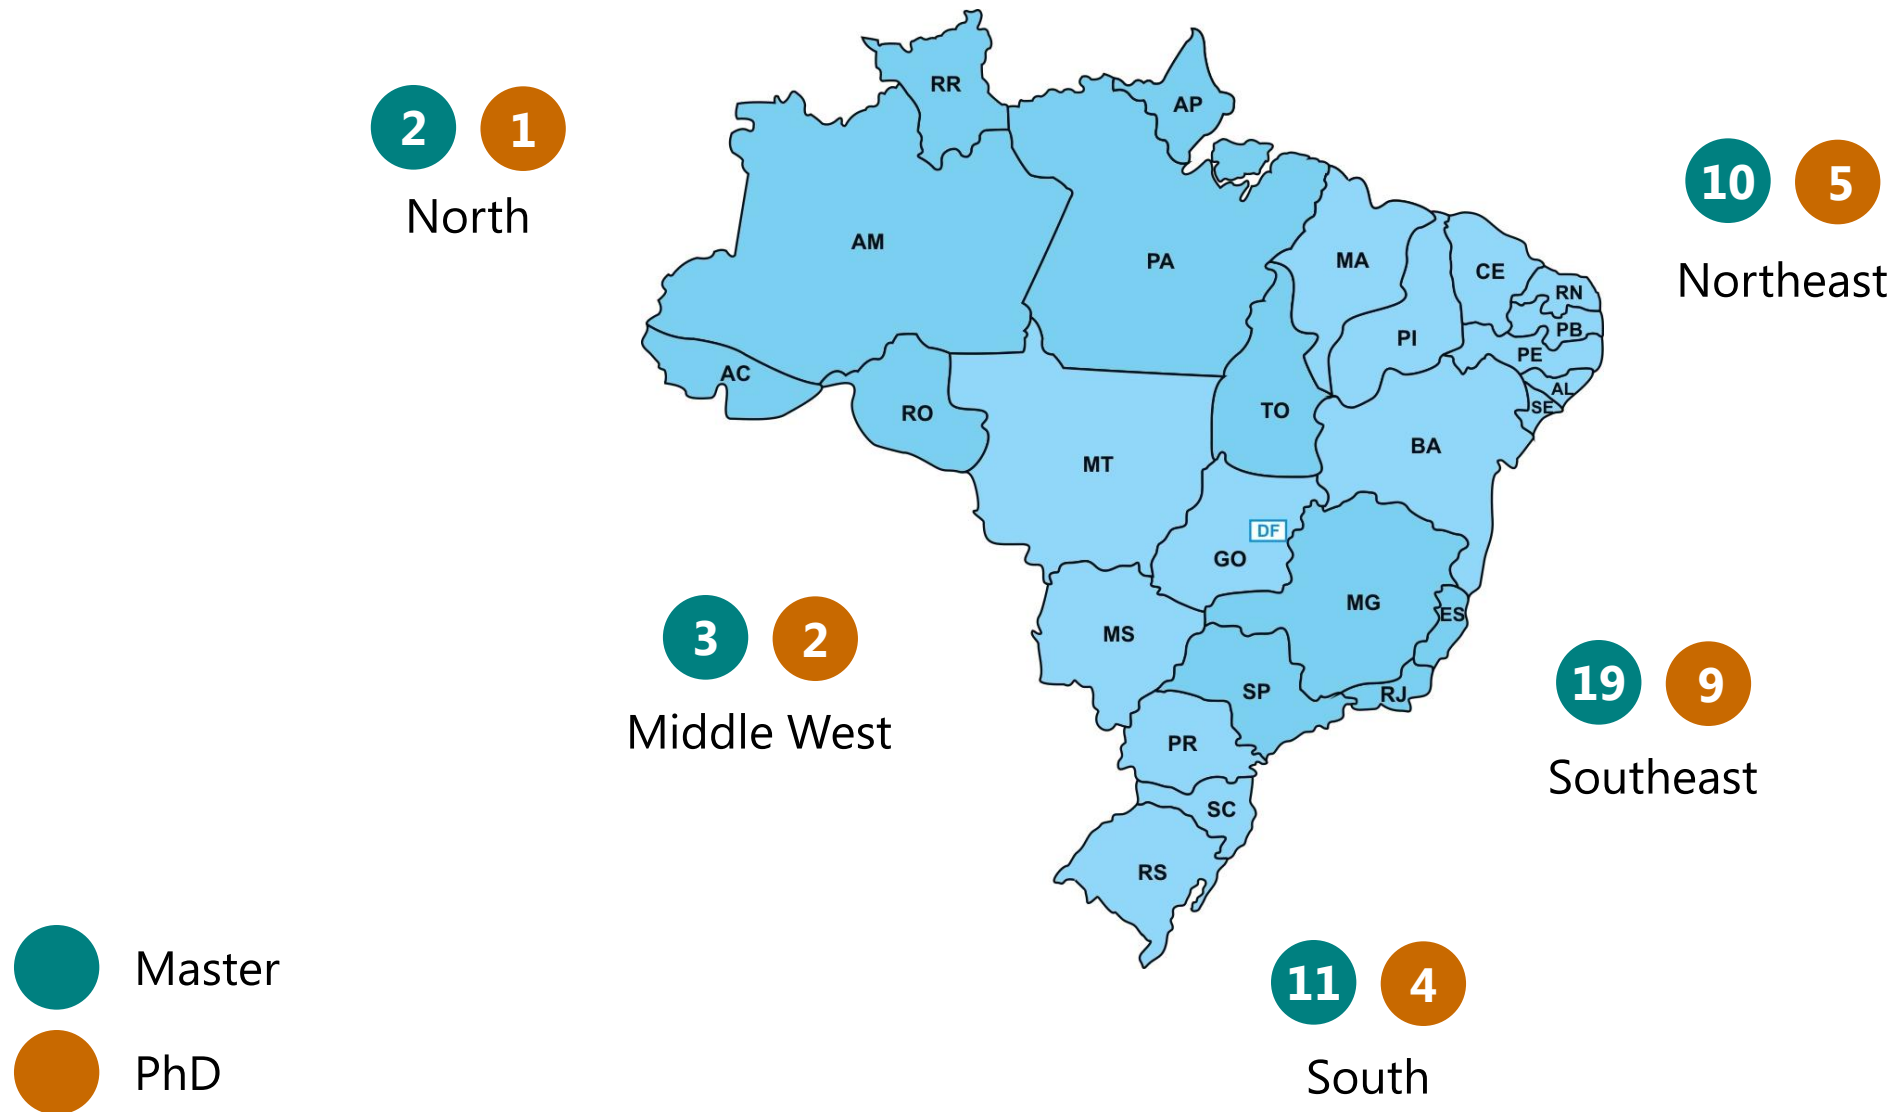 RR
AP
2 1
North
10 5
Northeast
AM
PA
MA
CE
RN
PB
PI
PE
AL
SE
AC
RO
TO
BA
MT
DF
GO
MG
ES
3 2
Middle West
MS
SP
RJ
19 9
Southeast
PR
SC
RS
11 4
South
Master
PhD